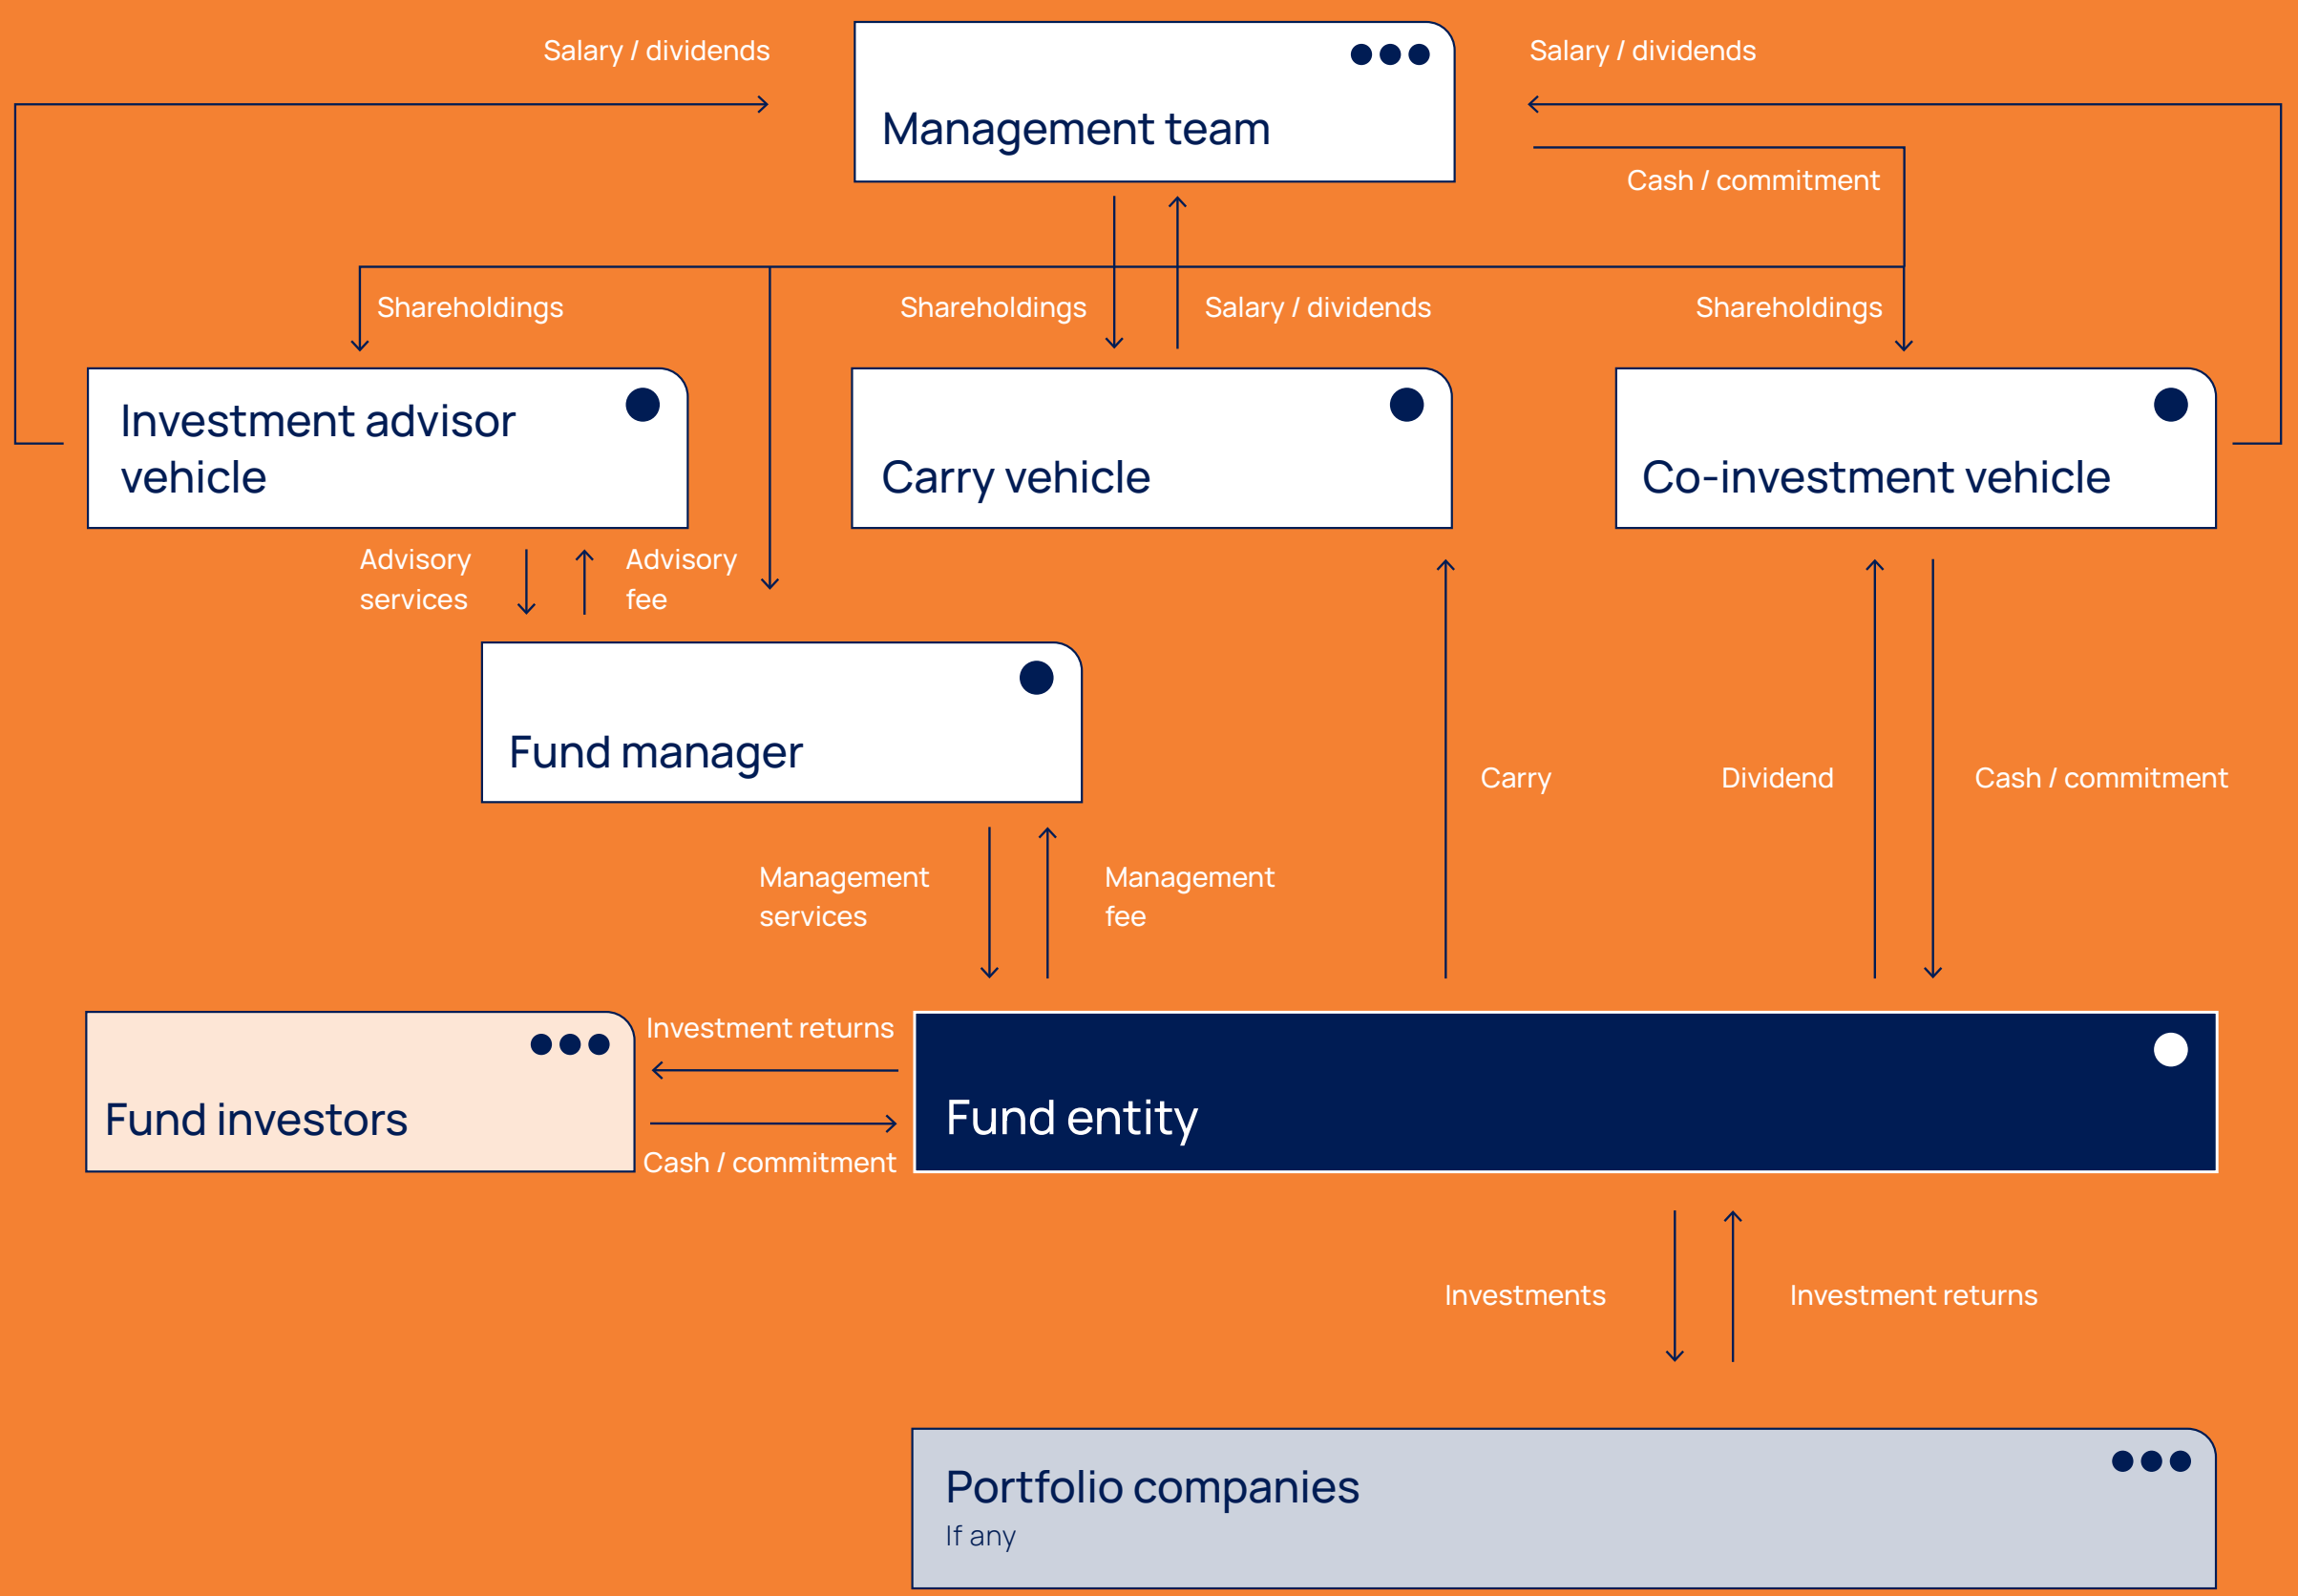 Salary / dividends
Salary / dividends
Management team
Cash / commitment
Shareholdings
Shareholdings
Salary / dividends
Shareholdings
Investment advisor
vehicle
Carry vehicle
Co-investment vehicle
Advisory
services
Advisory
fee
Fund manager
Carry
Dividend
Cash / commitment
Management
services
Management
fee
Investment returns
Fund investors
Fund entity
Cash / commitment
Investments
Investment returns
Portfolio companies
If any